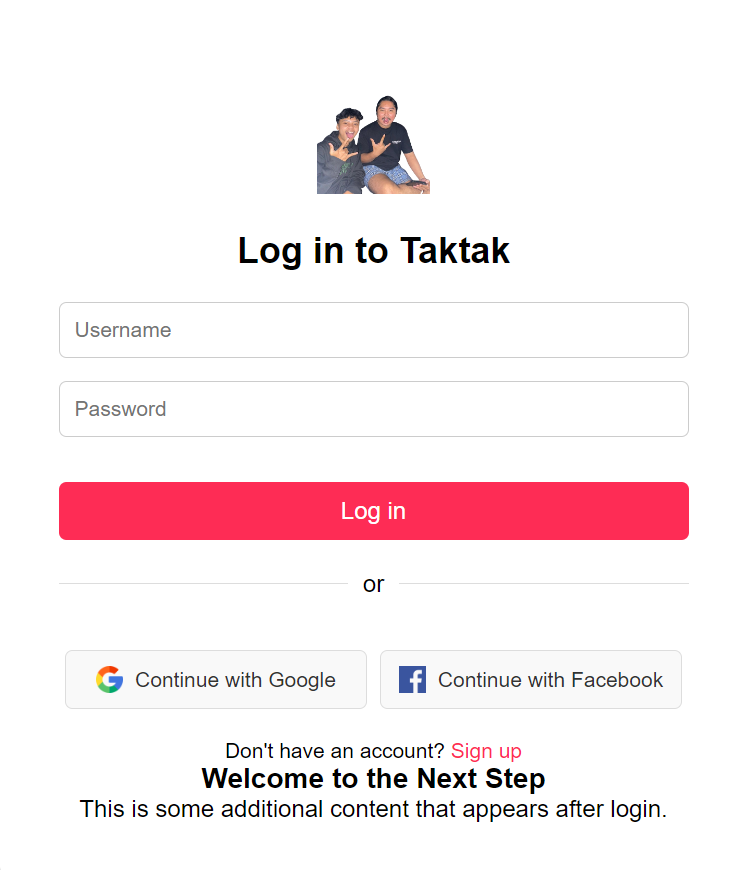 Log in to Taktak
Username
Password
Log in
or
Continue with Google
Continue with Facebook
Don't have an account? Sign up
Welcome to the Next Step
This is some additional content that appears after login.